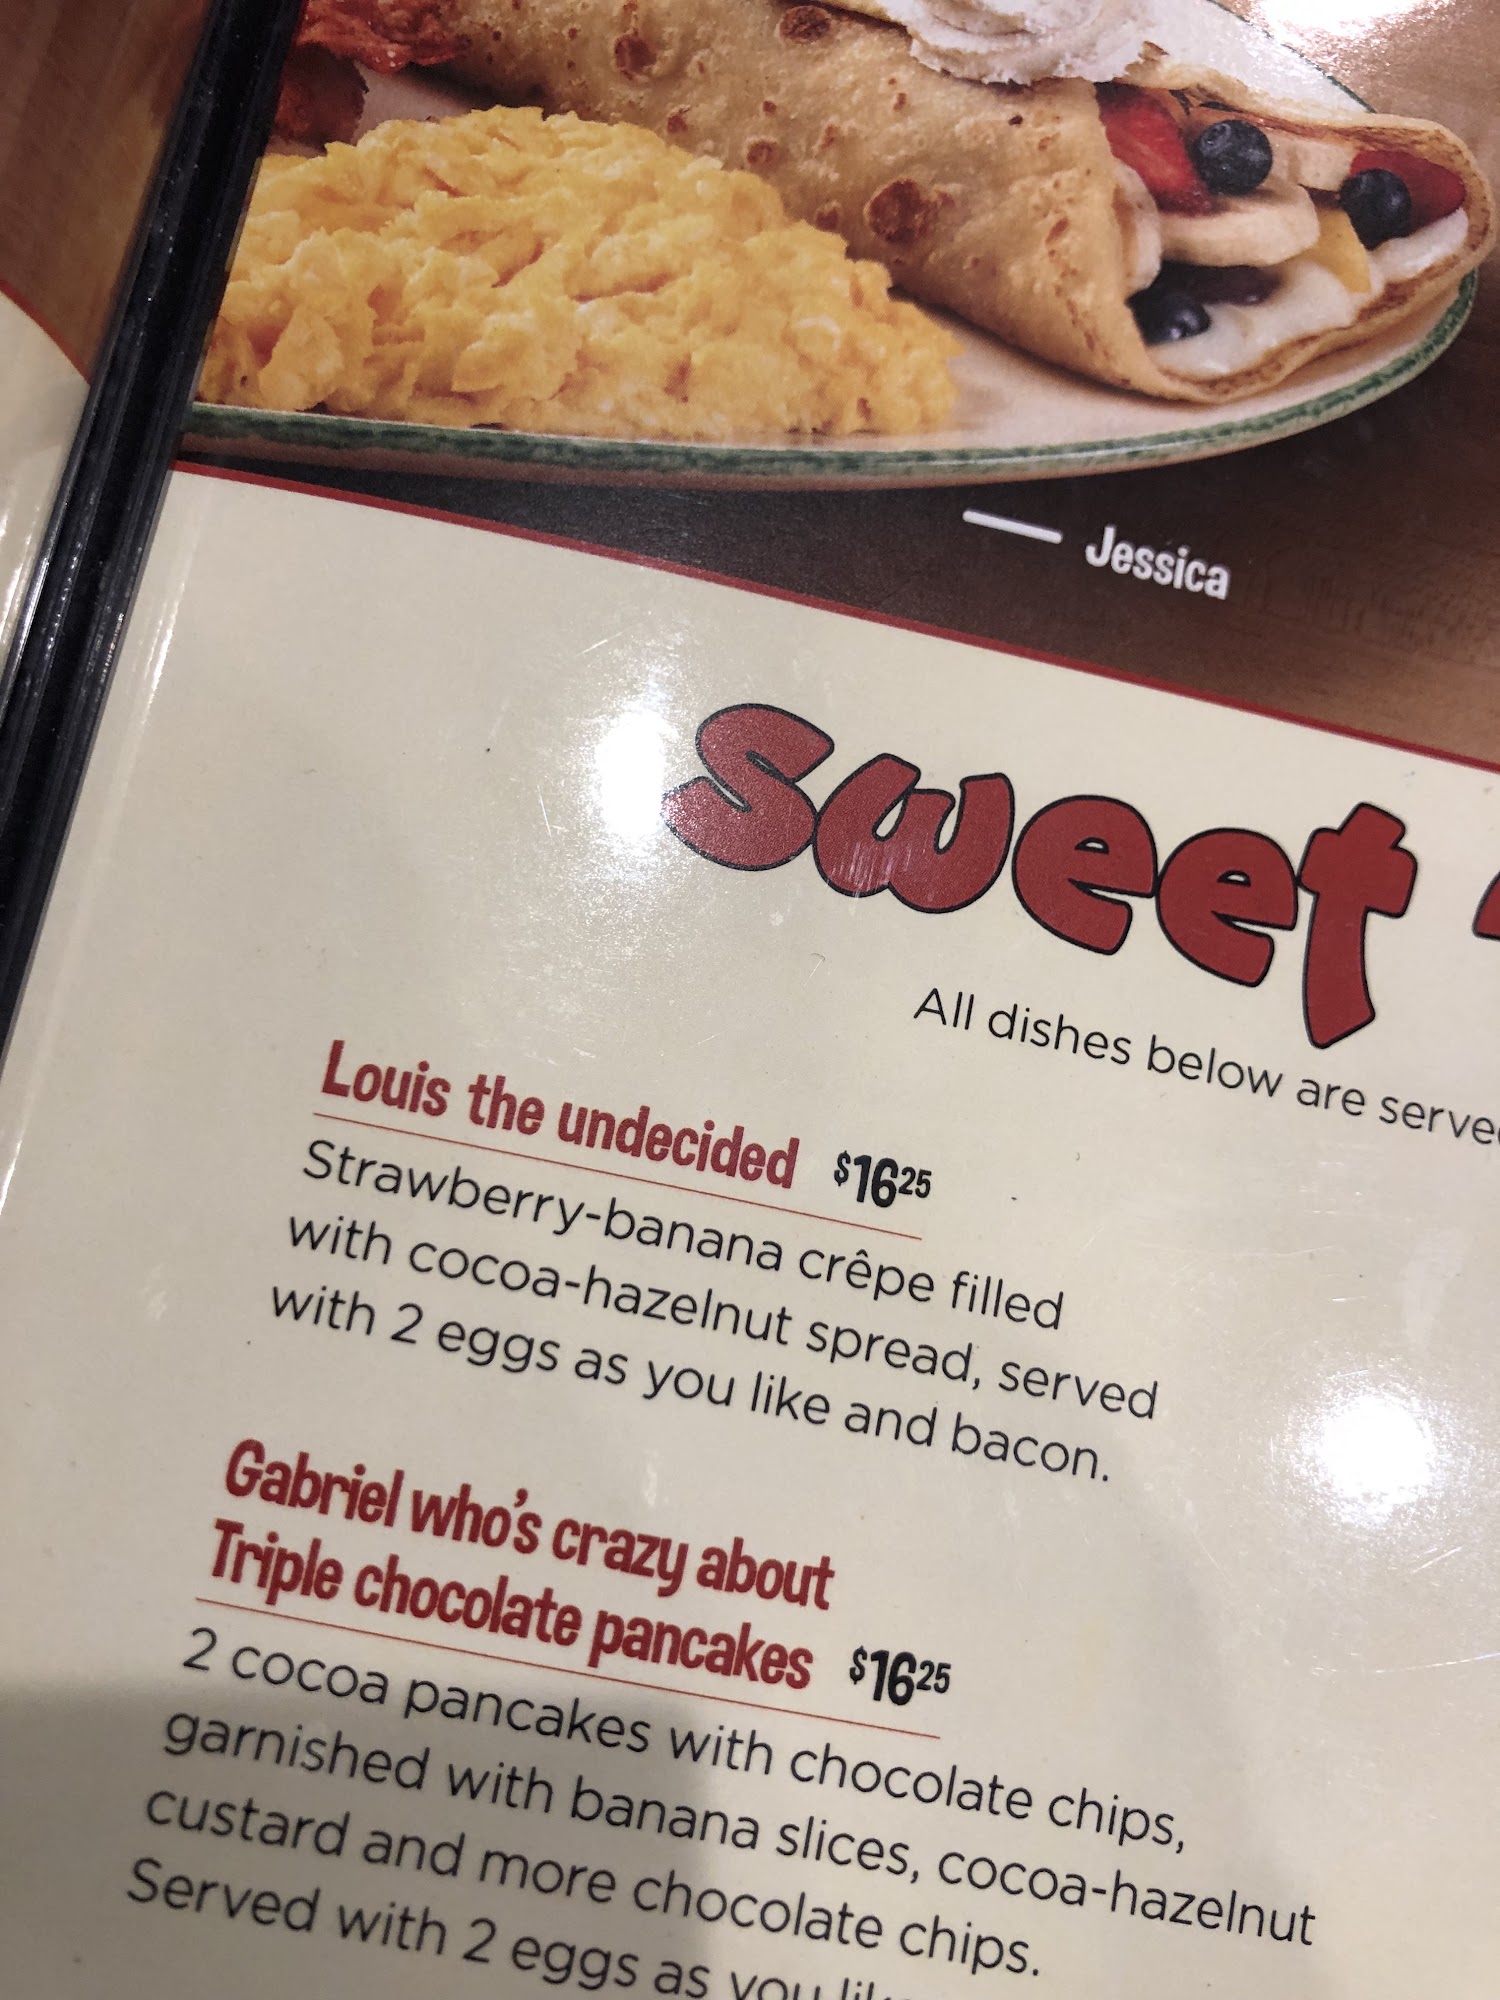 Jessica
sweet
All dishes below are served
Louis the undecided $16.25
Strawberry-banana crêpe filled
with cocoa-hazelnut spread, served
with 2 eggs as you like and bacon.
Gabriel who's crazy about
Triple chocolate pancakes $16.25
2 cocoa pancakes with chocolate chips,
garnished with banana slices, cocoa-hazelnut
custard and more chocolate chips.
Served with 2 eggs as you